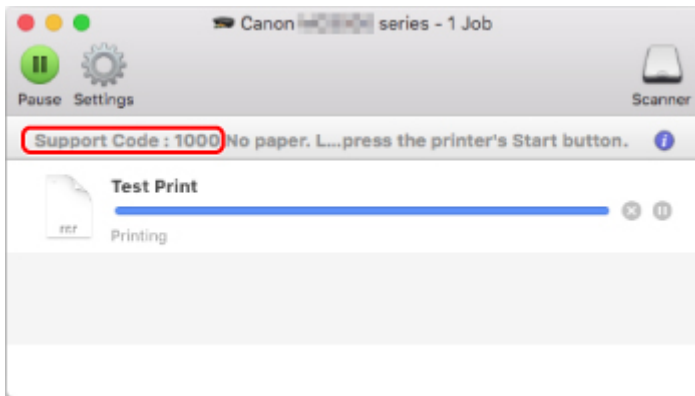 Canon series - 1 Job
Pause Settings
Scanner
Support Code : 1000 No paper. L...press the printer's Start button.
Test Print
Printing